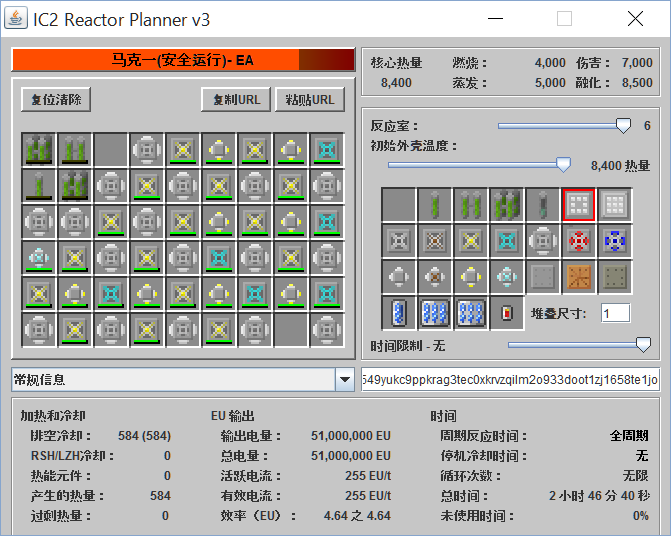 IC2 Reactor Planner v3
马克一(安全运行)- EA
复位清除
复制URL
粘贴URL
核心热量 燃烧： 4,000 伤害： 7,000
8,400 蒸发： 5,000 融化： 8,500
反应室： 6
初始外壳温度：
8,400 热量
堆叠尺寸： 1
时间限制 - 无
常规信息
549yukc9ppkrag3tec0xkrvzqilm2o933doot1zj1658te1jo
加热和冷却 EU 输出 时间
排空冷却： 584 (584) 输出电量： 51,000,000 EU 周期反应时间： 全周期
RSH/LZH冷却： 0 总电量： 51,000,000 EU 停机冷却时间： 无
热能元件： 0 活跃电流： 255 EU/t 循环次数： 无限
产生的热量： 584 有效电流： 255 EU/t 总时间： 2 小时 46 分 40 秒
过剩热量： 0 效率（EU）： 4.64 之 4.64 未使用时间： 0%